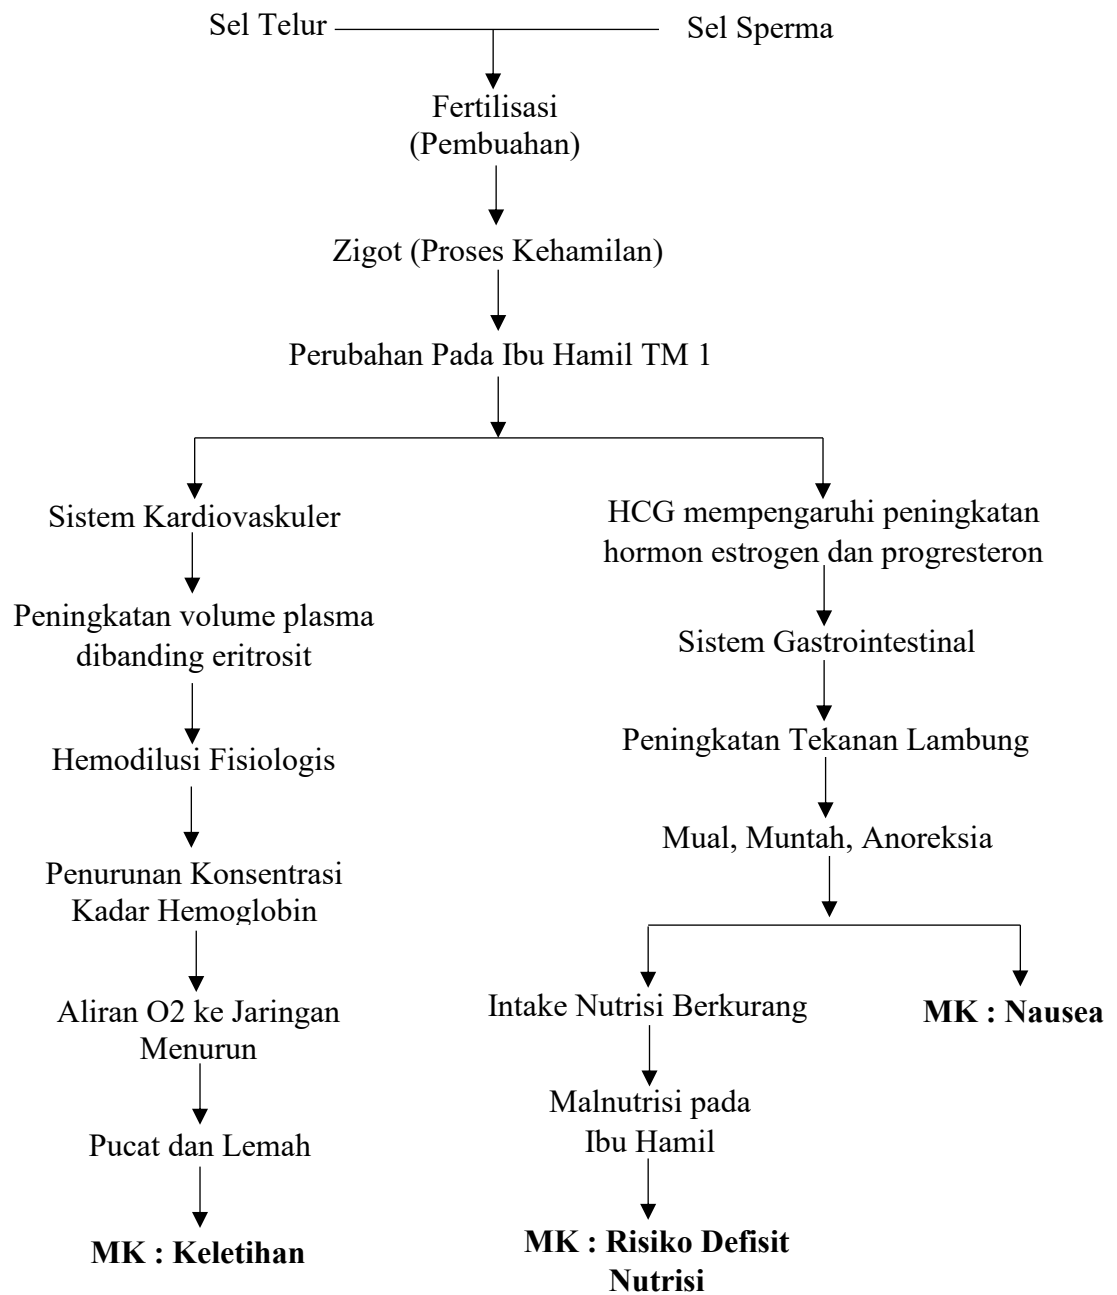 Sel Telur
Sel Sperma
Fertilisasi
(Pembuahan)
Zigot (Proses Kehamilan)
Perubahan Pada Ibu Hamil TM 1
Sistem Kardiovaskuler
Peningkatan volume plasma
dibanding eritrosit
Hemodilusi Fisiologis
Penurunan Konsentrasi
Kadar Hemoglobin
Aliran O2 ke Jaringan
Menurun
Pucat dan Lemah
MK : Keletihan
HCG mempengaruhi peningkatan
hormon estrogen dan progresteron
Sistem Gastrointestinal
Peningkatan Tekanan Lambung
Mual, Muntah, Anoreksia
Intake Nutrisi Berkurang
Malnutrisi pada
Ibu Hamil
MK : Risiko Defisit
Nutrisi
MK : Nausea